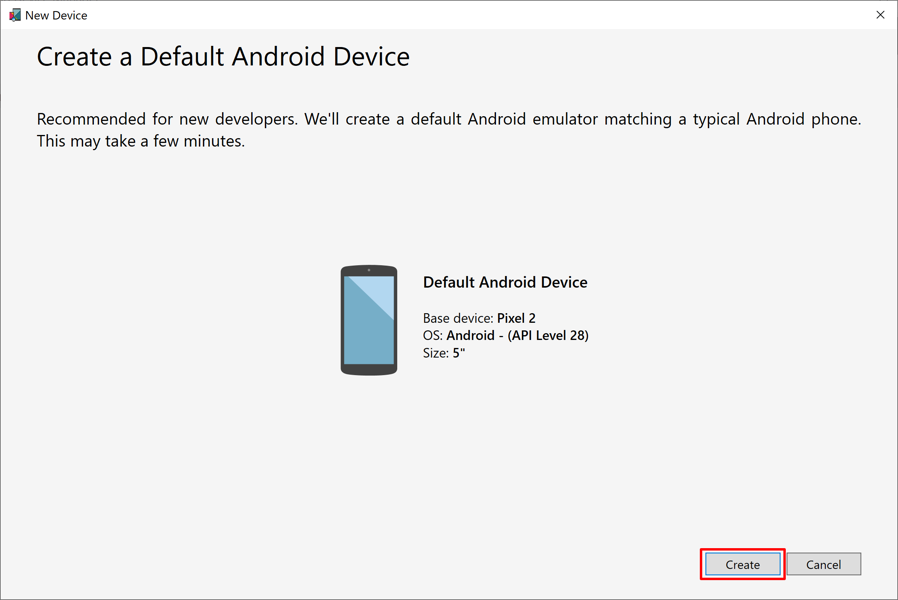 New Device
Create a Default Android Device
Recommended for new developers. We'll create a default Android emulator matching a typical Android phone.
This may take a few minutes.
Default Android Device
Base device: Pixel 2
OS: Android - (API Level 28)
Size: 5"
Create
Cancel